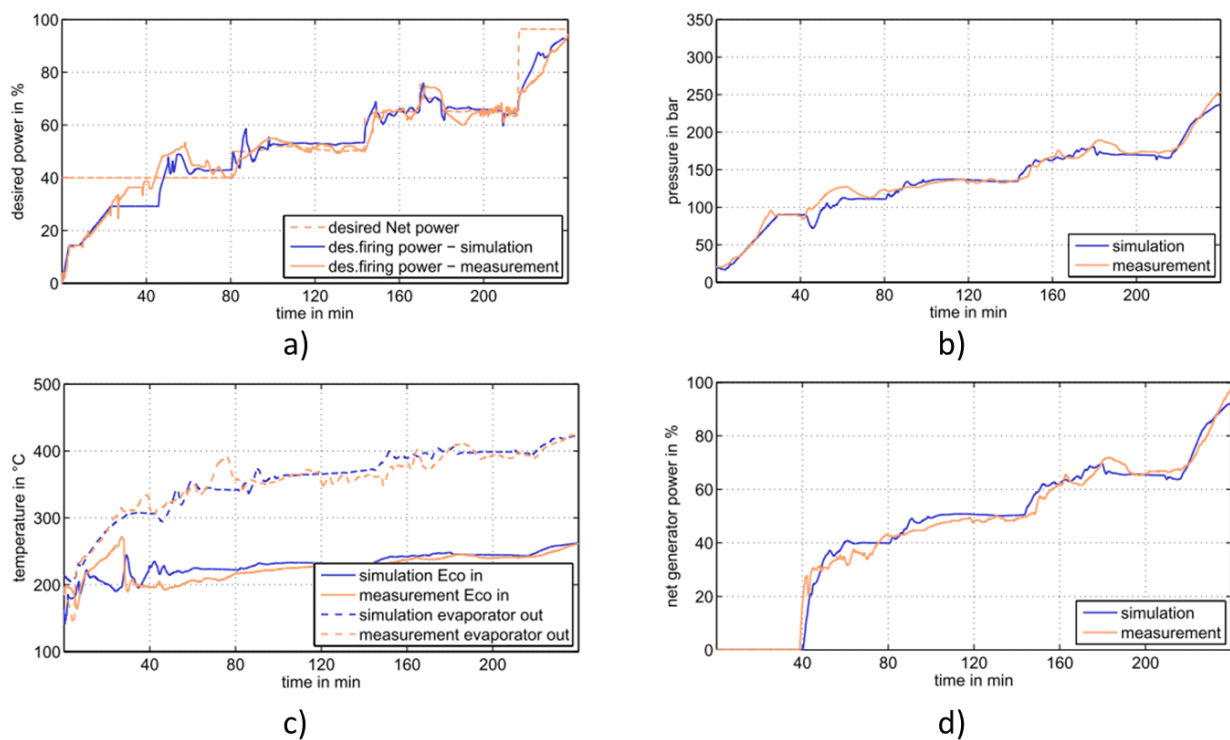 100
80
60
40
20
0
desired power in %
40 80 120 160 200
time in min
desired Net power
des.firing power − simulation
des.firing power − measurement
a)
350
300
250
200
150
100
50
0
pressure in bar
40 80 120 160 200
time in min
simulation
measurement
b)
500
400
300
200
100
temperature in °C
40 80 120 160 200
time in min
simulation Eco in
measurement Eco in
simulation evaporator out
measurement evaporator out
c)
100
80
60
40
20
0
net generator power in %
40 80 120 160 200
time in min
simulation
measurement
d)